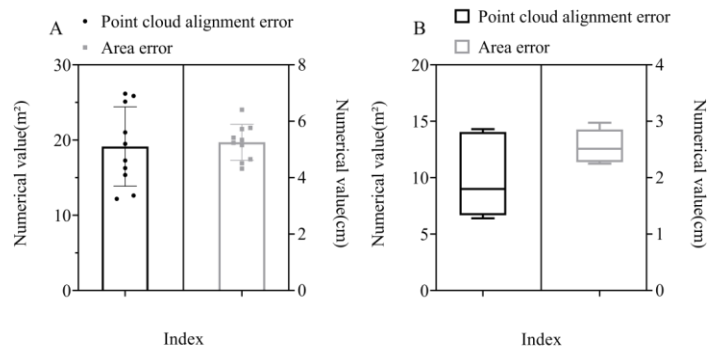 A
Point cloud alignment error
Area error
30
20
10
0
8
6
4
2
0
Numerical value(m²)
Numerical value(cm)
Index
B
Point cloud alignment error
Area error
20
15
10
5
0
4
3
2
1
0
Numerical value(m²)
Numerical value(cm)
Index